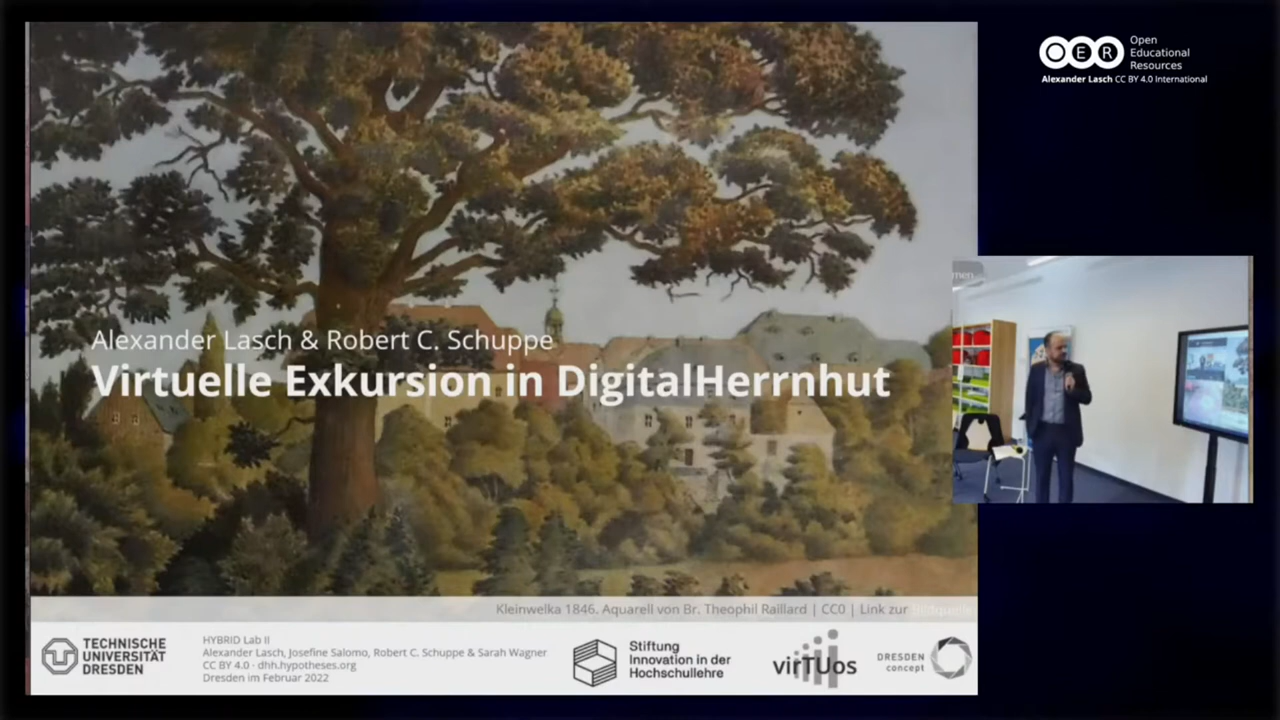 OER
Open
Educational
Resources
Alexander Lasch CC BY 4.0 International
Alexander Lasch & Robert C. Schuppe
Virtuelle Exkursion in DigitalHerrnhut
men
Kleinwelka 1846. Aquarell von Br. Theophil Raillard | CC0 | Link zur
TECHNISCHE
UNIVERSITÄT
DRESDEN
HYBRID Lab II
Alexander Lasch, Josefine Salomo, Robert C. Schuppe & Sarah Wagner
CC BY 4.0 · dhh.hypotheses.org
Dresden im Februar 2022
Stiftung
Innovation in der
Hochschullehre
virTUos
DRESDEN
concept